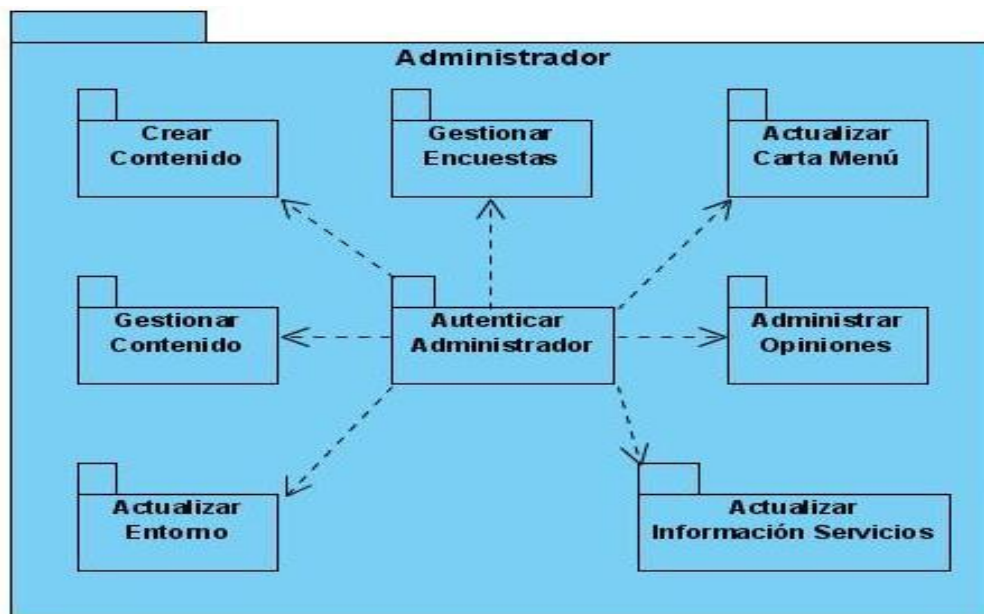 Administrador
Crear
Contenido
Gestionar
Encuestas
Actualizar
Carta Menú
Gestionar
Contenido
Autenticar
Administrador
Administrar
Opiniones
Actualizar
Entorno
Actualizar
Información Servicios